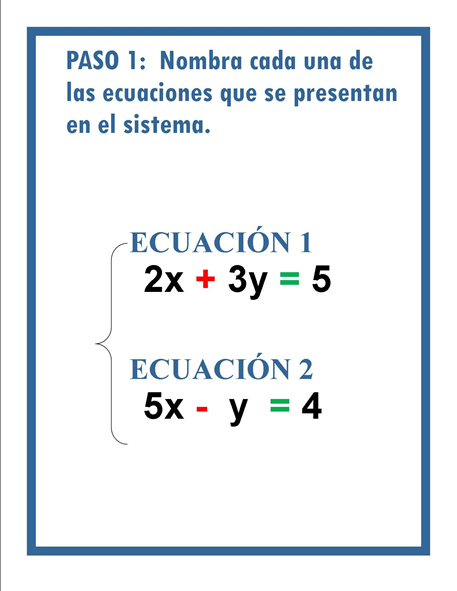 PASO 1: Nombra cada una de
las ecuaciones que se presentan
en el sistema.
ECUACIÓN 1
2x + 3y = 5
ECUACIÓN 2
5x - y = 4